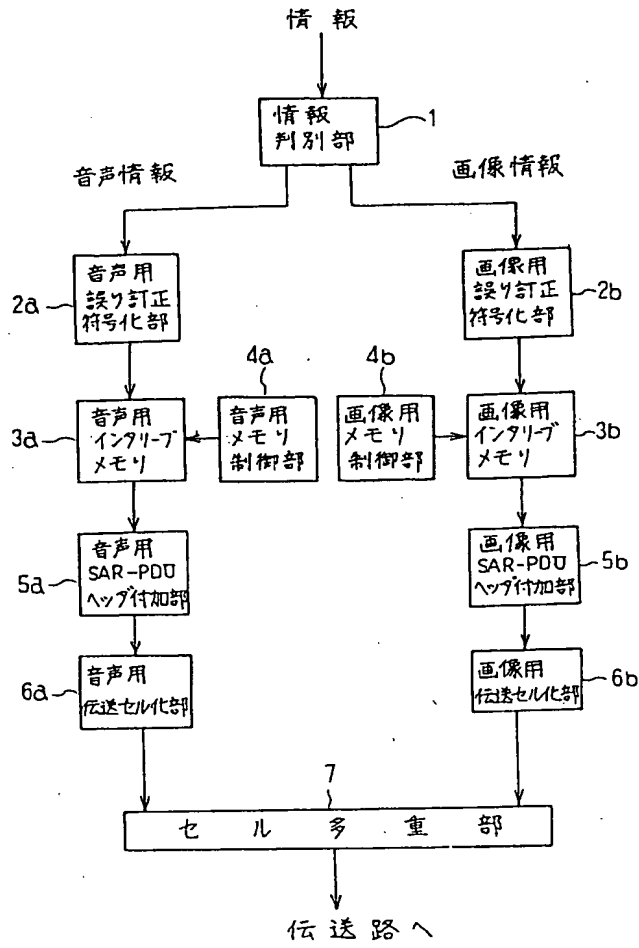 情報
情報
判別部
1
音声情報
画像情報
音声用
誤り訂正
符号化部
2a
画像用
誤り訂正
符号化部
2b
4a
4b
音声用
インタリーブ
メモリ
3a
音声用
メモリ
制御部
画像用
メモリ
制御部
画像用
インタリーブ
メモリ
3b
音声用
SAR-PDU
ヘッダ付加部
5a
画像用
SAR-PDU
ヘッダ付加部
5b
音声用
伝送セル化部
6a
画像用
伝送セル化部
6b
7
セル多重部
伝送路へ